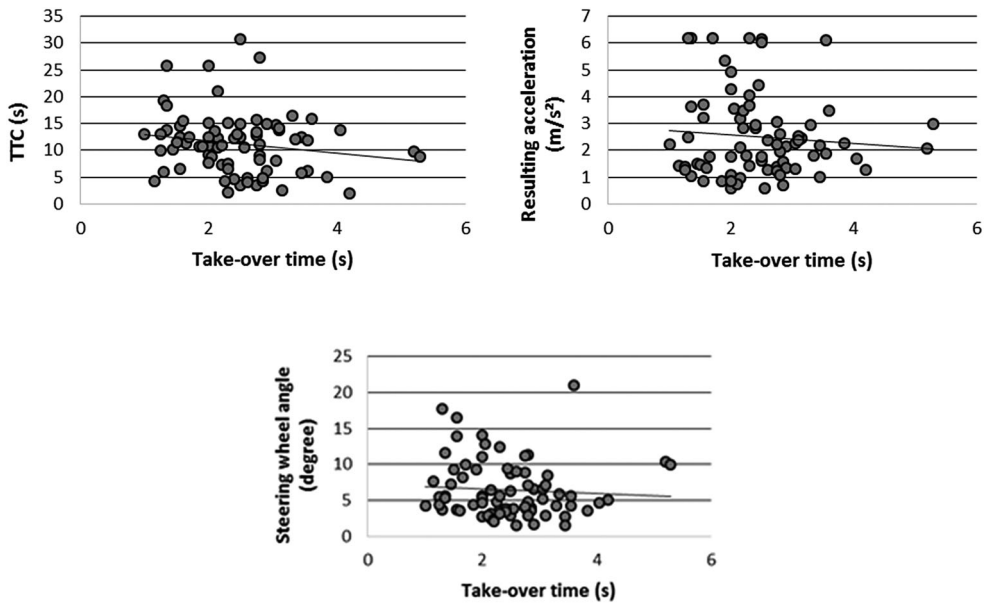 35
30
25
20
15
10
5
0
TTC (s)
0 2 4 6
Take-over time (s)
7
6
5
4
3
2
1
0
Resulting acceleration
(m/s²)
0 2 4 6
Take-over time (s)
25
20
15
10
5
0
Steering wheel angle
(degree)
0 2 4 6
Take-over time (s)